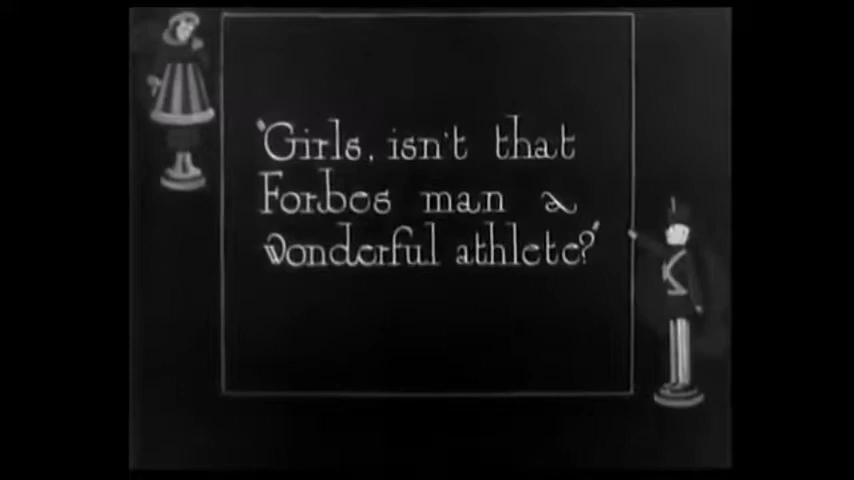 "Girls, isn't that
Forbes man a
wonderful athlete?"